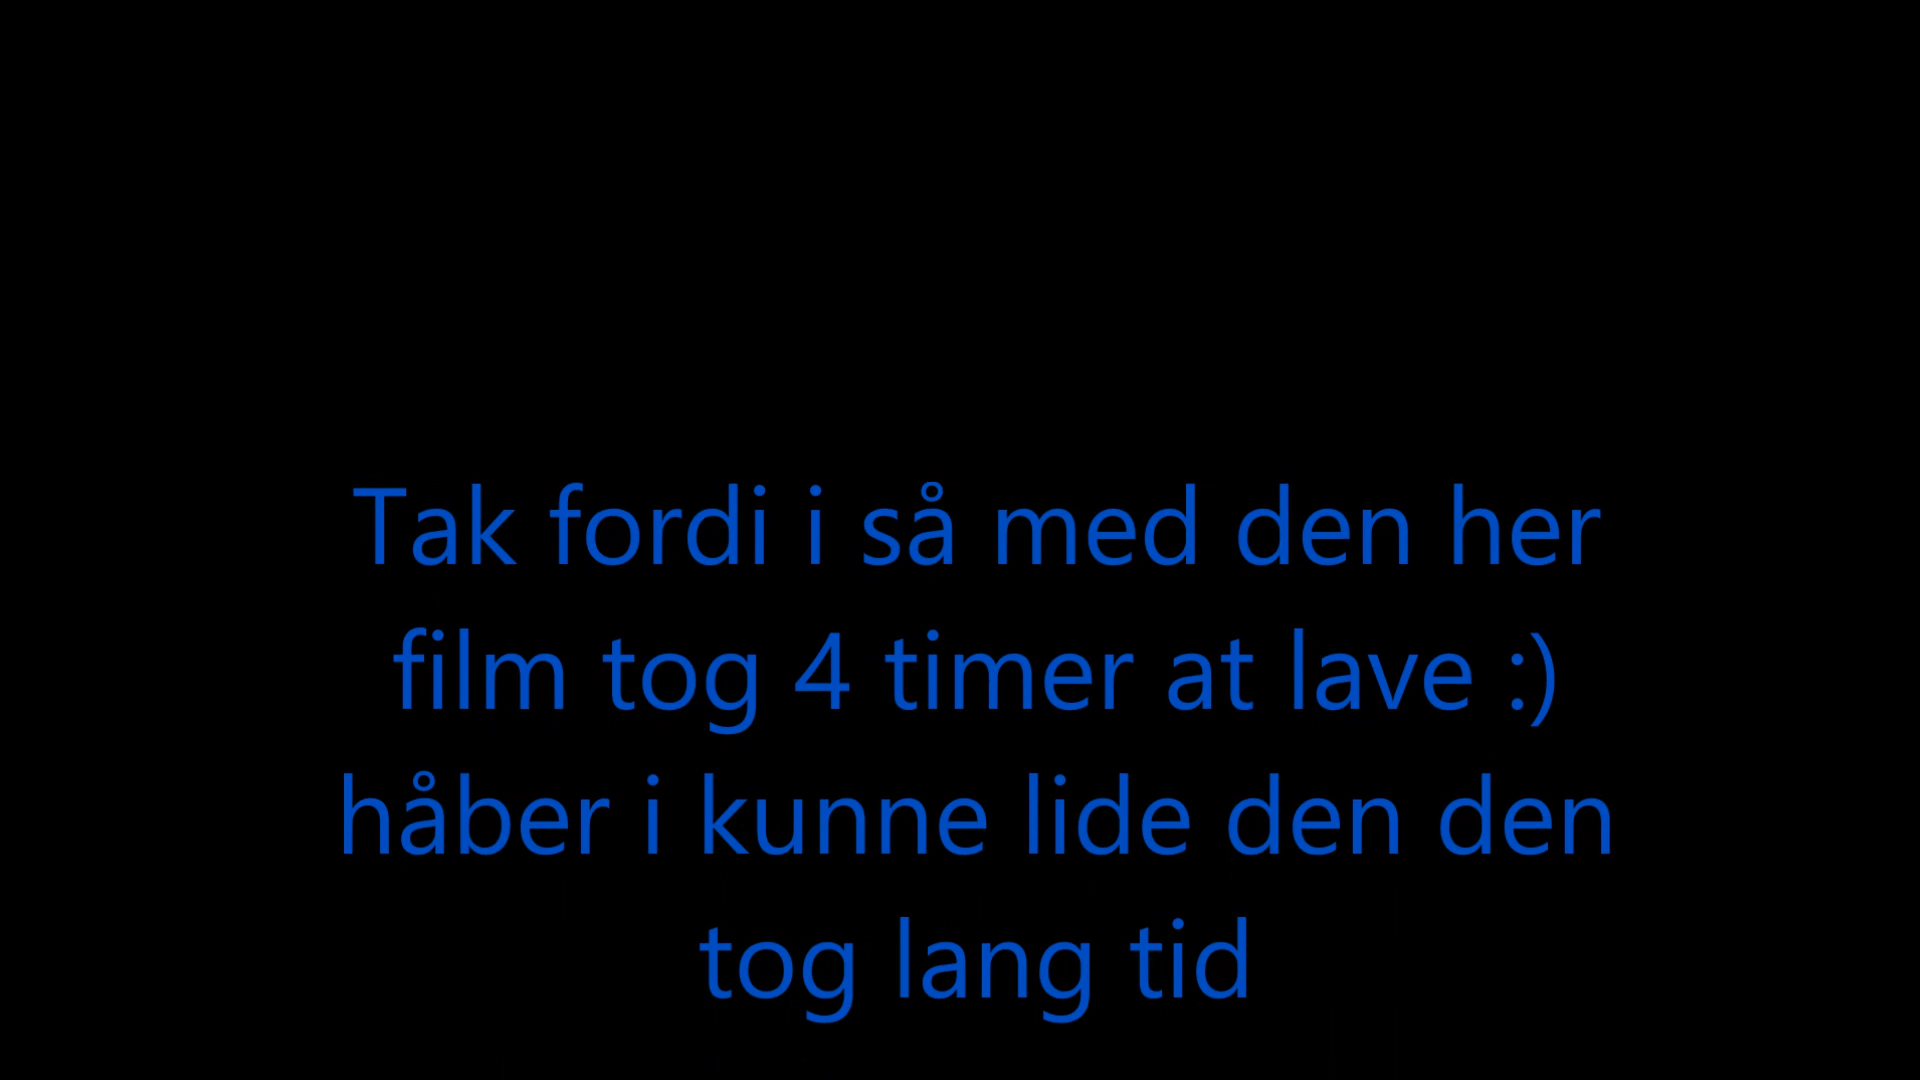 Tak fordi i så med den her
film tog 4 timer at lave :)
håber i kunne lide den den
tog lang tid